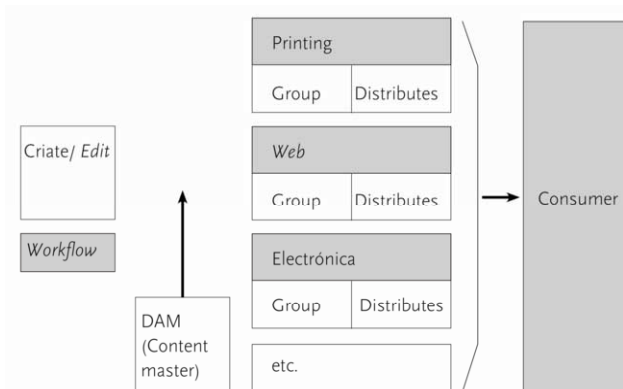 Criate/ Edit
Workflow
DAM
(Content
master)
Printing
Group Distributes
Web
Group Distributes
Electrónica
Group Distributes
etc.
Consumer